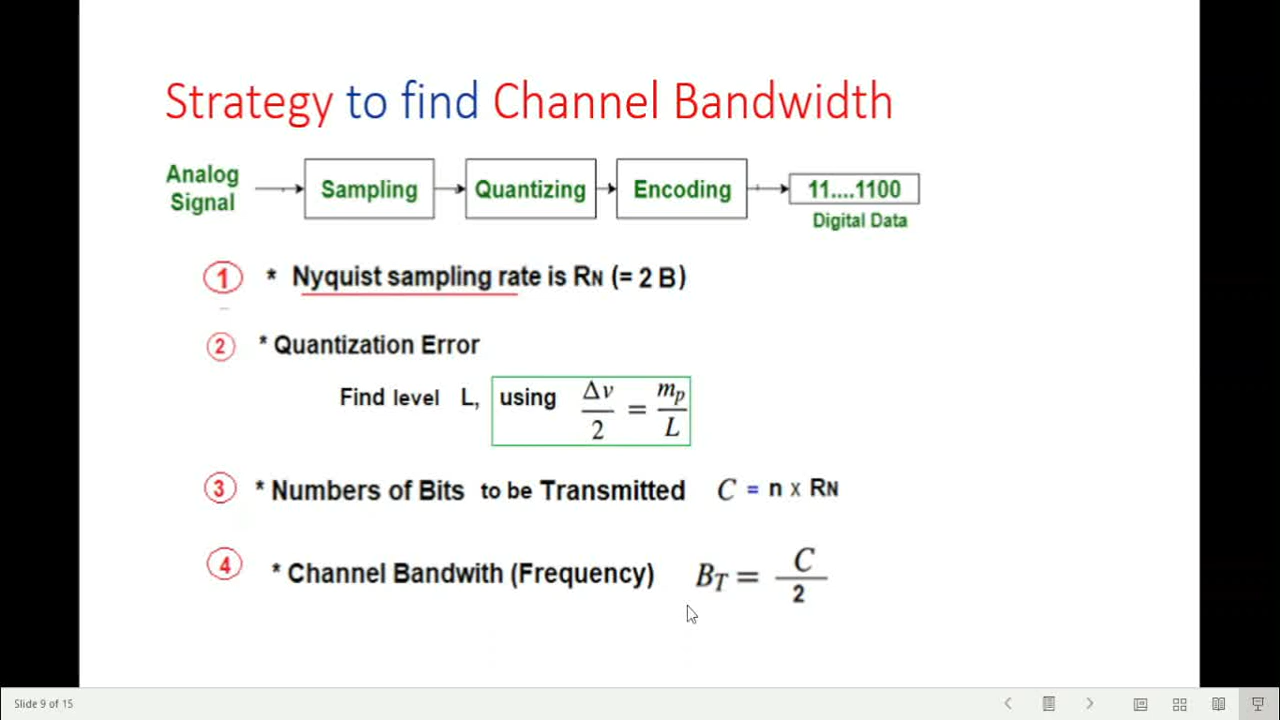 Strategy to find Channel Bandwidth
Analog
Signal
Sampling
Quantizing
Encoding
11....1100
Digital Data
1 * Nyquist sampling rate is RN (= 2 B)
2 * Quantization Error
Find level L, using Δv/2 = mp/L
3 * Numbers of Bits to be Transmitted C = n x RN
4 * Channel Bandwith (Frequency) BT = C/2
Slide 9 of 15